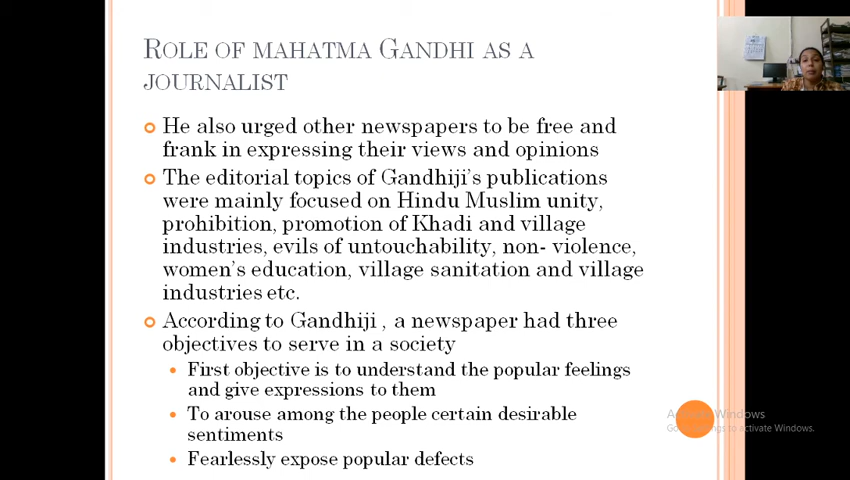 ROLE OF MAHATMA GANDHI AS A
JOURNALIST
He also urged other newspapers to be free and
frank in expressing their views and opinions
The editorial topics of Gandhiji's publications
were mainly focused on Hindu Muslim unity,
prohibition, promotion of Khadi and village
industries, evils of untouchability, non- violence,
women's education, village sanitation and village
industries etc.
According to Gandhiji , a newspaper had three
objectives to serve in a society
First objective is to understand the popular feelings
and give expressions to them
To arouse among the people certain desirable
sentiments
Fearlessly expose popular defects
Windows
to activate Windows.